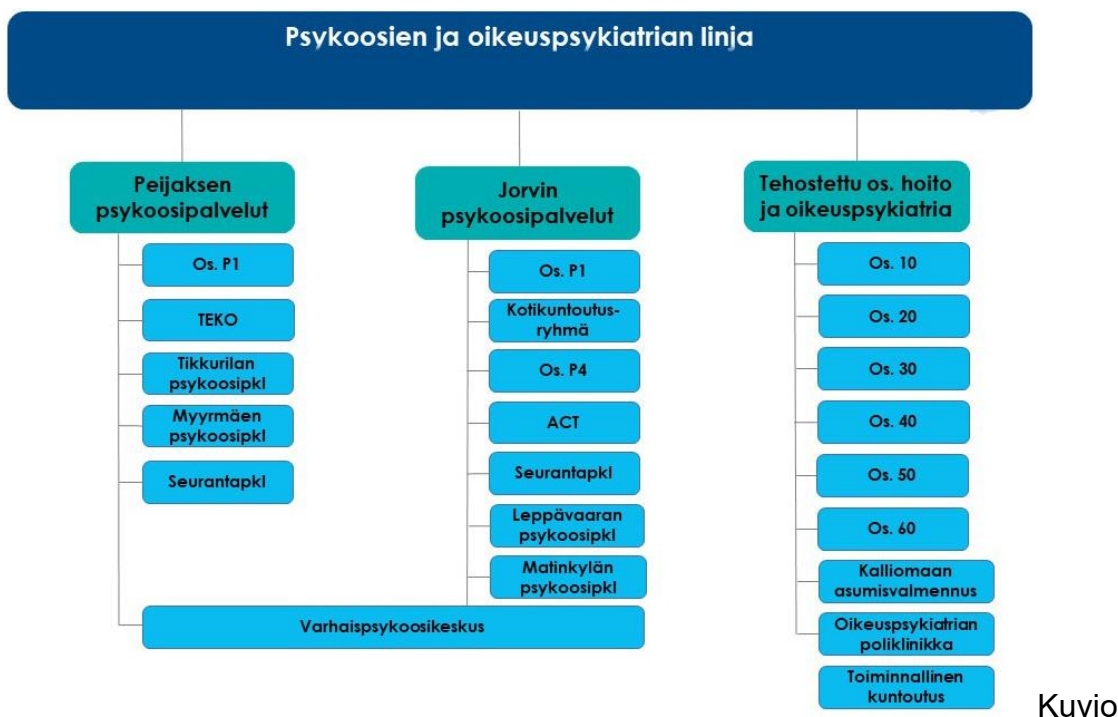 Psykoosien ja oikeuspsykiatrian linja
Peijaksen
psykoosipalvelut
Os. P1
TEKO
Tikkurilan
psykoosipkl
Myyrmäen
psykoosipkl
Seurantapkl
Jorvin
psykoosipalvelut
Os. P1
Kotikuntoutus-
ryhmä
Os. P4
ACT
Seurantapkl
Leppävaaran
psykoosipkl
Matinkylän
psykoosipkl
Varhaispsykoosikeskus
Tehostettu os. hoito
ja oikeuspsykiatria
Os. 10
Os. 20
Os. 30
Os. 40
Os. 50
Os. 60
Kalliomaan
asumisvalmennus
Oikeuspsykiatrian
poliklinikka
Toiminnallinen
kuntoutus
Kuvio